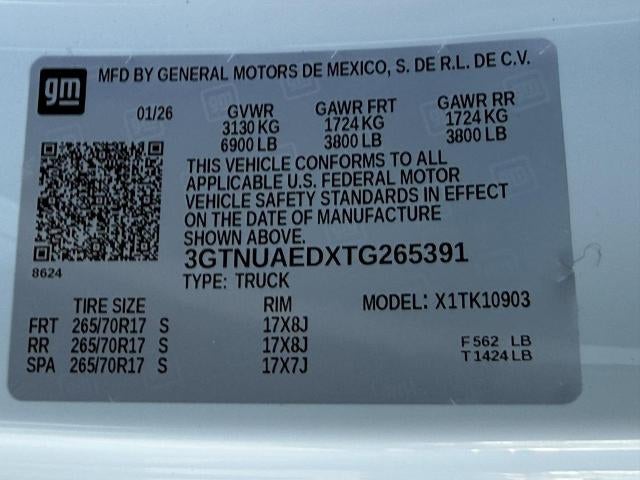 gm MFD BY GENERAL MOTORS DE MEXICO, S. DE R.L. DE C.V.
01/26 GVWR GAWR FRT GAWR RR
3130 KG 1724 KG 1724 KG
6900 LB 3800 LB 3800 LB
THIS VEHICLE CONFORMS TO ALL
APPLICABLE U.S. FEDERAL MOTOR
VEHICLE SAFETY STANDARDS IN EFFECT
ON THE DATE OF MANUFACTURE
SHOWN ABOVE.
3GTNUAEDXTG265391
8624
TYPE: TRUCK
TIRE SIZE RIM MODEL: X1TK10903
FRT 265/70R17 S 17X8J
RR 265/70R17 S 17X8J F 562 LB
SPA 265/70R17 S 17X7J T 1424 LB